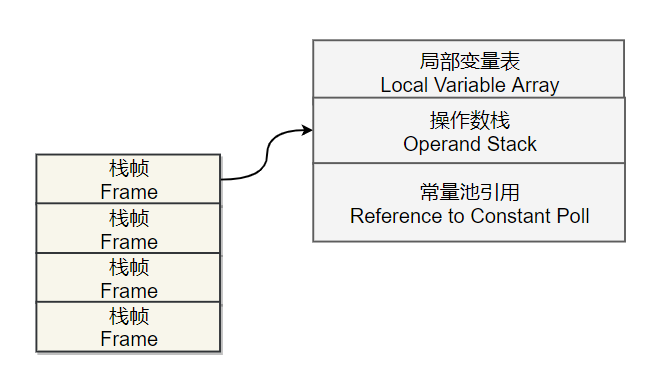 局部变量表
Local Variable Array
操作数栈
Operand Stack
常量池引用
Reference to Constant Poll
栈帧
Frame
栈帧
Frame
栈帧
Frame
栈帧
Frame